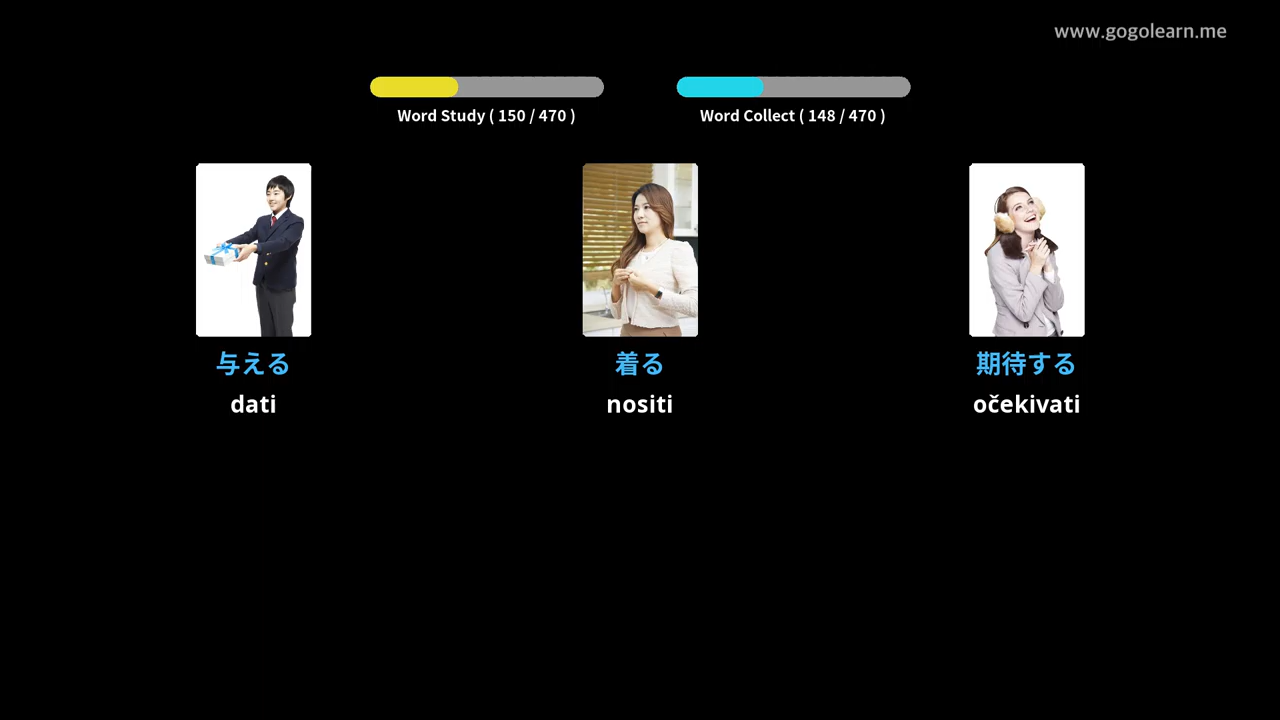 www.gogolearn.me
Word Study ( 150 / 470 )
Word Collect ( 148 / 470 )
与える
着る
期待する
dati
nositi
očekivati